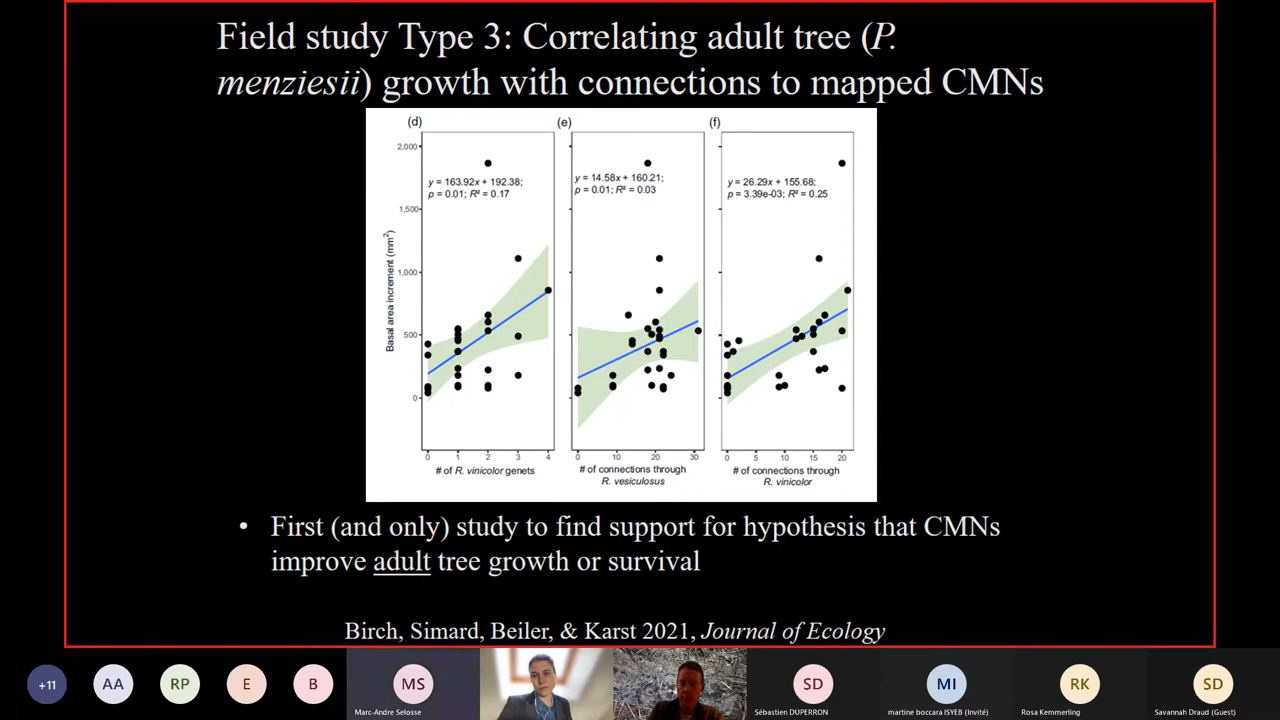 Field study Type 3: Correlating adult tree (P.
menziesii) growth with connections to mapped CMNs
(d)
(e)
(f)
2,000
1,500
1,000
500
0
Basal area increment (mm²)
y = 163.92x + 192.38;
p = 0.01; R² = 0.17
y = 14.58x + 160.21;
p = 0.01; R² = 0.03
y = 26.29x + 155.68;
p = 3.39e-03; R² = 0.25
0 1 2 3 4
0 10 20 30
0 5 10 15 20
# of R. vinicolor genets
# of connections through
R. vesiculosus
# of connections through
R. vinicolor
• First (and only) study to find support for hypothesis that CMNs
improve adult tree growth or survival
Birch, Simard, Beiler, & Karst 2021, Journal of Ecology
+11
AA
RP
E
B
MS
Marc-Andre Selosse
SD
Sébastien DUPERRON
MI
martine boccara ISYEB (Invité)
RK
Rosa Kemmerling
SD
Savannah Draud (Guest)